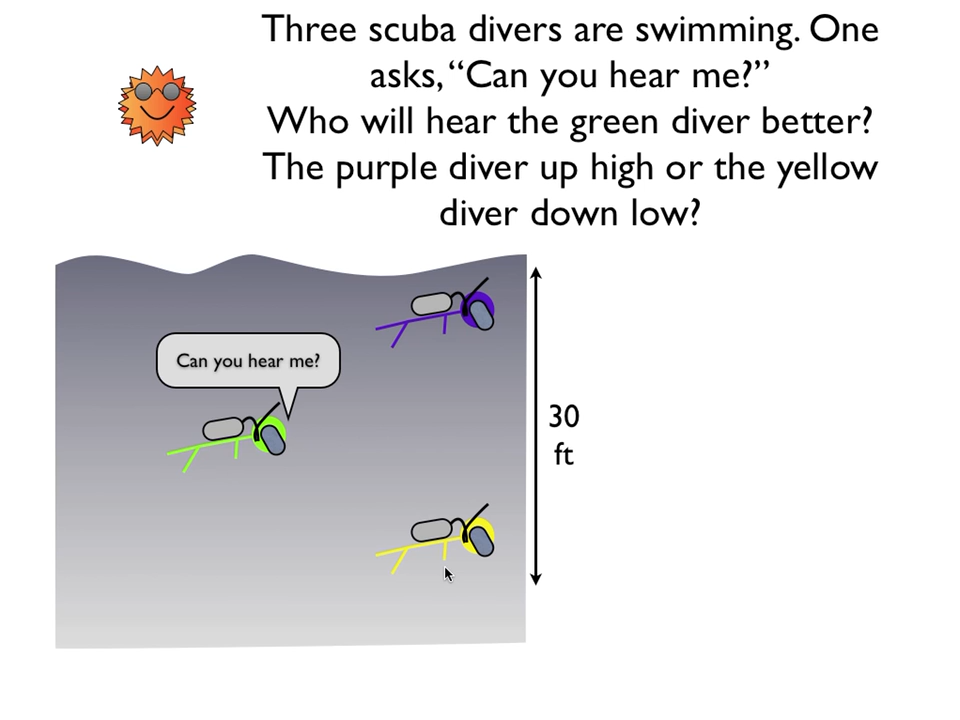 Three scuba divers are swimming. One
asks, “Can you hear me?”
Who will hear the green diver better?
The purple diver up high or the yellow
diver down low?
Can you hear me?
30
ft